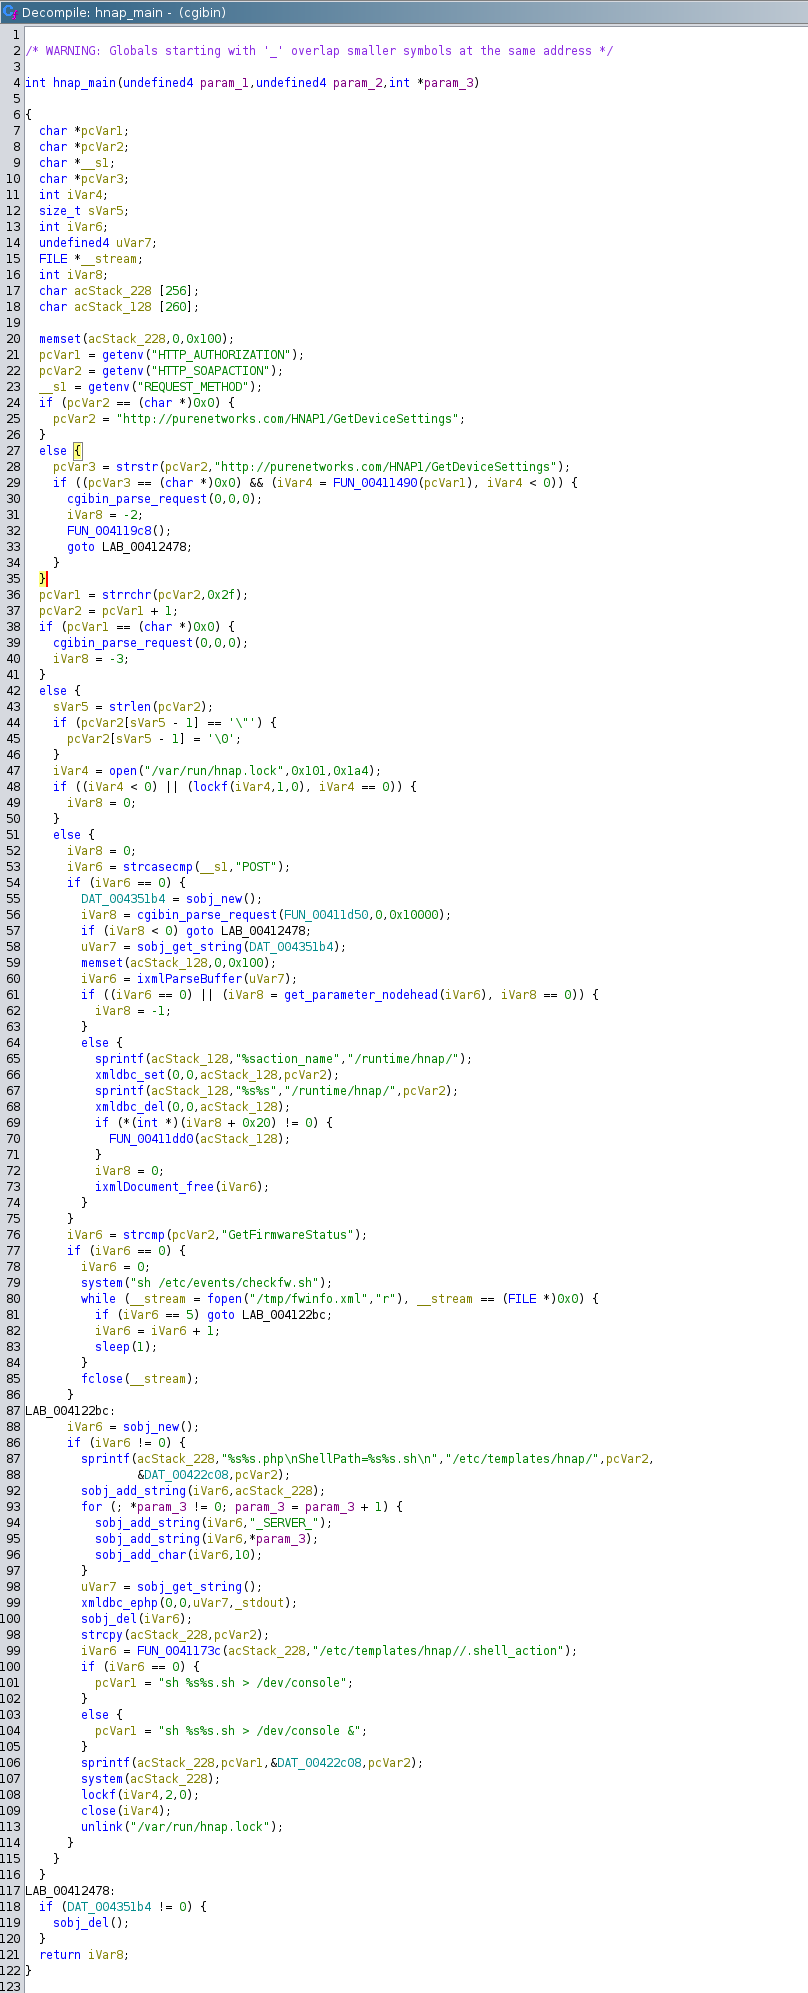 Decompile: hnap_main - (cgibin)
1
2 /* WARNING: Globals starting with '_' overlap smaller symbols at the same address */
3
4 int hnap_main(undefined4 param_1,undefined4 param_2,int *param_3)
5
6 {
7   char *pcVar1;
8   char *pcVar2;
9   char *__s1;
10   char *pcVar3;
11   int iVar4;
12   size_t sVar5;
13   int iVar6;
14   undefined4 uVar7;
15   FILE *__stream;
16   int iVar8;
17   char acStack_228 [256];
18   char acStack_128 [260];
19
20   memset(acStack_228,0,0x100);
21   pcVar1 = getenv("HTTP_AUTHORIZATION");
22   pcVar2 = getenv("HTTP_SOAPACTION");
23   __s1 = getenv("REQUEST_METHOD");
24   if (pcVar2 == (char *)0x0) {
25     pcVar2 = "http://purenetworks.com/HNAP1/GetDeviceSettings";
26   }
27   else {
28     pcVar3 = strstr(pcVar2,"http://purenetworks.com/HNAP1/GetDeviceSettings");
29     if ((pcVar3 == (char *)0x0) && (iVar4 = FUN_00411490(pcVar1), iVar4 < 0)) {
30       cgibin_parse_request(0,0,0);
31       iVar8 = -2;
32       FUN_004119c8();
33       goto LAB_00412478;
34     }
35   }
36   pcVar1 = strrchr(pcVar2,0x2f);
37   pcVar2 = pcVar1 + 1;
38   if (pcVar1 == (char *)0x0) {
39     cgibin_parse_request(0,0,0);
40     iVar8 = -3;
41   }
42   else {
43     sVar5 = strlen(pcVar2);
44     if (pcVar2[sVar5 - 1] == '\"') {
45       pcVar2[sVar5 - 1] = '\0';
46     }
47     iVar4 = open("/var/run/hnap.lock",0x101,0x1a4);
48     if ((iVar4 < 0) || (lockf(iVar4,1,0), iVar4 == 0)) {
49       iVar8 = 0;
50     }
51     else {
52       iVar8 = 0;
53       iVar6 = strcasecmp(__s1,"POST");
54       if (iVar6 == 0) {
55         DAT_004351b4 = sobj_new();
56         iVar8 = cgibin_parse_request(FUN_00411d50,0,0x10000);
57         if (iVar8 < 0) goto LAB_00412478;
58         uVar7 = sobj_get_string(DAT_004351b4);
59         memset(acStack_128,0,0x100);
60         iVar6 = ixmlParseBuffer(uVar7);
61         if ((iVar6 == 0) || (iVar8 = get_parameter_nodehead(iVar6), iVar8 == 0)) {
62           iVar8 = -1;
63         }
64         else {
65           sprintf(acStack_128,"%saction_name","/runtime/hnap/");
66           xmldbc_set(0,0,acStack_128,pcVar2);
67           sprintf(acStack_128,"%s%s","/runtime/hnap/",pcVar2);
68           xmldbc_del(0,0,acStack_128);
69           if (*(int *)(iVar8 + 0x20) != 0) {
70             FUN_00411dd0(acStack_128);
71           }
72           iVar8 = 0;
73           ixmlDocument_free(iVar6);
74         }
75       }
76       iVar6 = strcmp(pcVar2,"GetFirmwareStatus");
77       if (iVar6 == 0) {
78         iVar6 = 0;
79         system("sh /etc/events/checkfw.sh");
80         while (__stream = fopen("/tmp/fwinfo.xml","r"), __stream == (FILE *)0x0) {
81           if (iVar6 == 5) goto LAB_004122bc;
82           iVar6 = iVar6 + 1;
83           sleep(1);
84         }
85         fclose(__stream);
86       }
87 LAB_004122bc:
88       iVar6 = sobj_new();
86       if (iVar6 != 0) {
87         sprintf(acStack_228,"%s%s.php\nShellPath=%s%s.sh\n","/etc/templates/hnap/",pcVar2,
88                 &DAT_00422c08,pcVar2);
92         sobj_add_string(iVar6,acStack_228);
93         for (; *param_3 != 0; param_3 = param_3 + 1) {
94           sobj_add_string(iVar6,"_SERVER_");
95           sobj_add_string(iVar6,*param_3);
96           sobj_add_char(iVar6,10);
97         }
98         uVar7 = sobj_get_string();
99         xmldbc_ephp(0,0,uVar7,_stdout);
100         sobj_del(iVar6);
98         strcpy(acStack_228,pcVar2);
99         iVar6 = FUN_0041173c(acStack_228,"/etc/templates/hnap//.shell_action");
100         if (iVar6 == 0) {
101           pcVar1 = "sh %s%s.sh > /dev/console";
102         }
103         else {
104           pcVar1 = "sh %s%s.sh > /dev/console &";
105         }
106         sprintf(acStack_228,pcVar1,&DAT_00422c08,pcVar2);
107         system(acStack_228);
108         lockf(iVar4,2,0);
109         close(iVar4);
113         unlink("/var/run/hnap.lock");
114       }
115     }
116   }
117 LAB_00412478:
118   if (DAT_004351b4 != 0) {
119     sobj_del();
120   }
121   return iVar8;
122 }
123